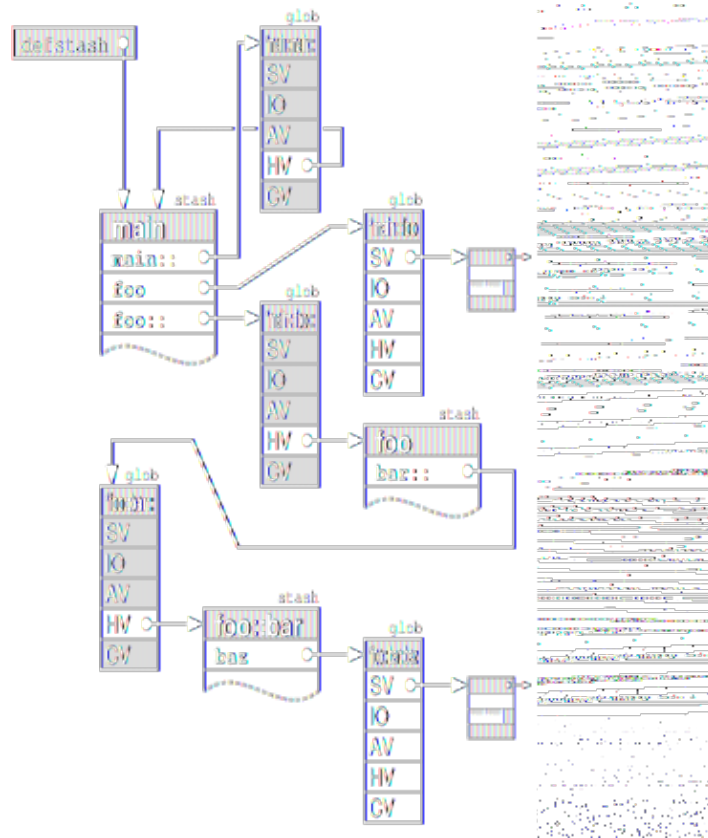 glob
defstash
SV
IO
AV
HV
CV
stash
main
main::
foo
foo::
glob
SV
IO
AV
HV
CV
glob
SV
IO
AV
HV
CV
stash
foo
bar::
glob
SV
IO
AV
HV
CV
stash
foo::bar
baz
glob
SV
IO
AV
HV
CV